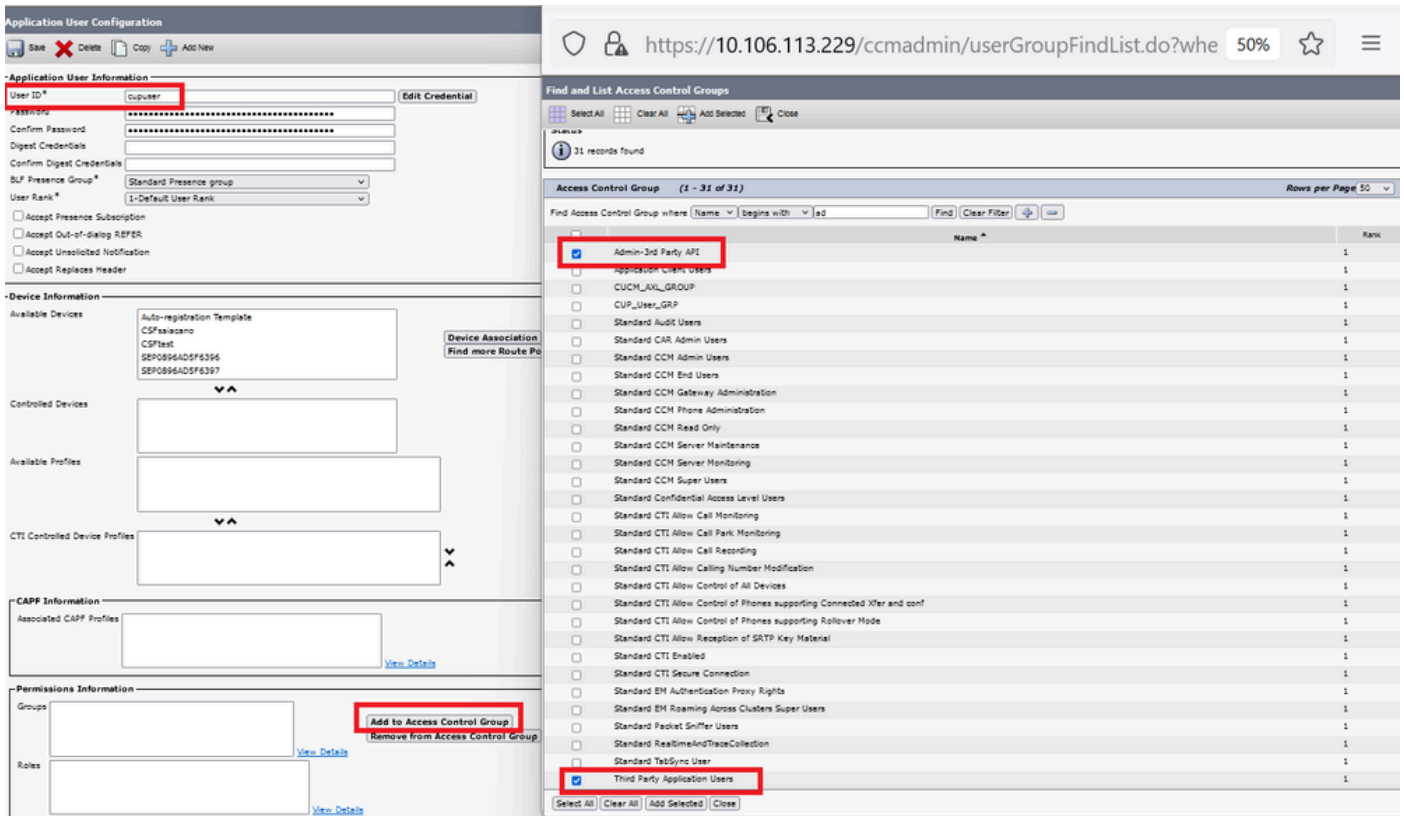 Application User Configuration
Save Delete Copy Add New
Application User Information
User ID* cupuser Edit Credential
Password ••••••••••••••••••••••••••••••••••••••••
Confirm Password ••••••••••••••••••••••••••••••••••••••••
Digest Credentials
Confirm Digest Credentials
BLF Presence Group* Standard Presence group
User Rank* 1-Default User Rank
Accept Presence Subscription
Accept Out-of-dialog REFER
Accept Unsolicited Notification
Accept Replaces Header
Device Information
Available Devices
Auto-registration Template
CSFsaiacano
CSFtest
SEP0896AD5F6396
SEP0896AD5F6397
Device Association
Find more Route Po
Controlled Devices
Available Profiles
CTI Controlled Device Profiles
CAPF Information
Associated CAPF Profiles
View Details
Permissions Information
Groups
Add to Access Control Group
Remove from Access Control Group
View Details
Roles
View Details
https://10.106.113.229/ccmadmin/userGroupFindList.do?whe 50%
Find and List Access Control Groups
Select All Clear All Add Selected Close
Status
31 records found
Access Control Group (1 - 31 of 31) Rows per Page 50
Find Access Control Group where Name begins with ad Find Clear Filter
Name Rank
Admin-3rd Party API 1
Application Client Users 1
CUCM_AXL_GROUP 1
CUP_User_GRP 1
Standard Audit Users 1
Standard CAR Admin Users 1
Standard CCM Admin Users 1
Standard CCM End Users 1
Standard CCM Gateway Administration 1
Standard CCM Phone Administration 1
Standard CCM Read Only 1
Standard CCM Server Maintenance 1
Standard CCM Server Monitoring 1
Standard CCM Super Users 1
Standard Confidential Access Level Users 1
Standard CTI Allow Call Monitoring 1
Standard CTI Allow Call Park Monitoring 1
Standard CTI Allow Call Recording 1
Standard CTI Allow Calling Number Modification 1
Standard CTI Allow Control of All Devices 1
Standard CTI Allow Control of Phones supporting Connected Xfer and conf 1
Standard CTI Allow Control of Phones supporting Rollover Mode 1
Standard CTI Allow Reception of SRTP Key Material 1
Standard CTI Enabled 1
Standard CTI Secure Connection 1
Standard EM Authentication Proxy Rights 1
Standard EM Roaming Across Clusters Super Users 1
Standard Packet Sniffer Users 1
Standard RealtimeAndTraceCollection 1
Standard TabSync User 1
Third Party Application Users 1
Select All Clear All Add Selected Close